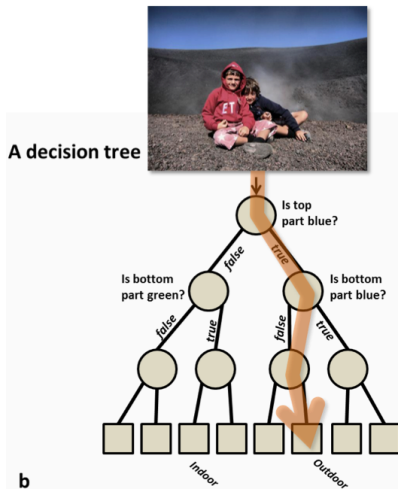 A decision tree
ET
Is top
part blue?
false
true
Is bottom
part green?
Is bottom
part blue?
false
true
false
true
Indoor
Outdoor
b